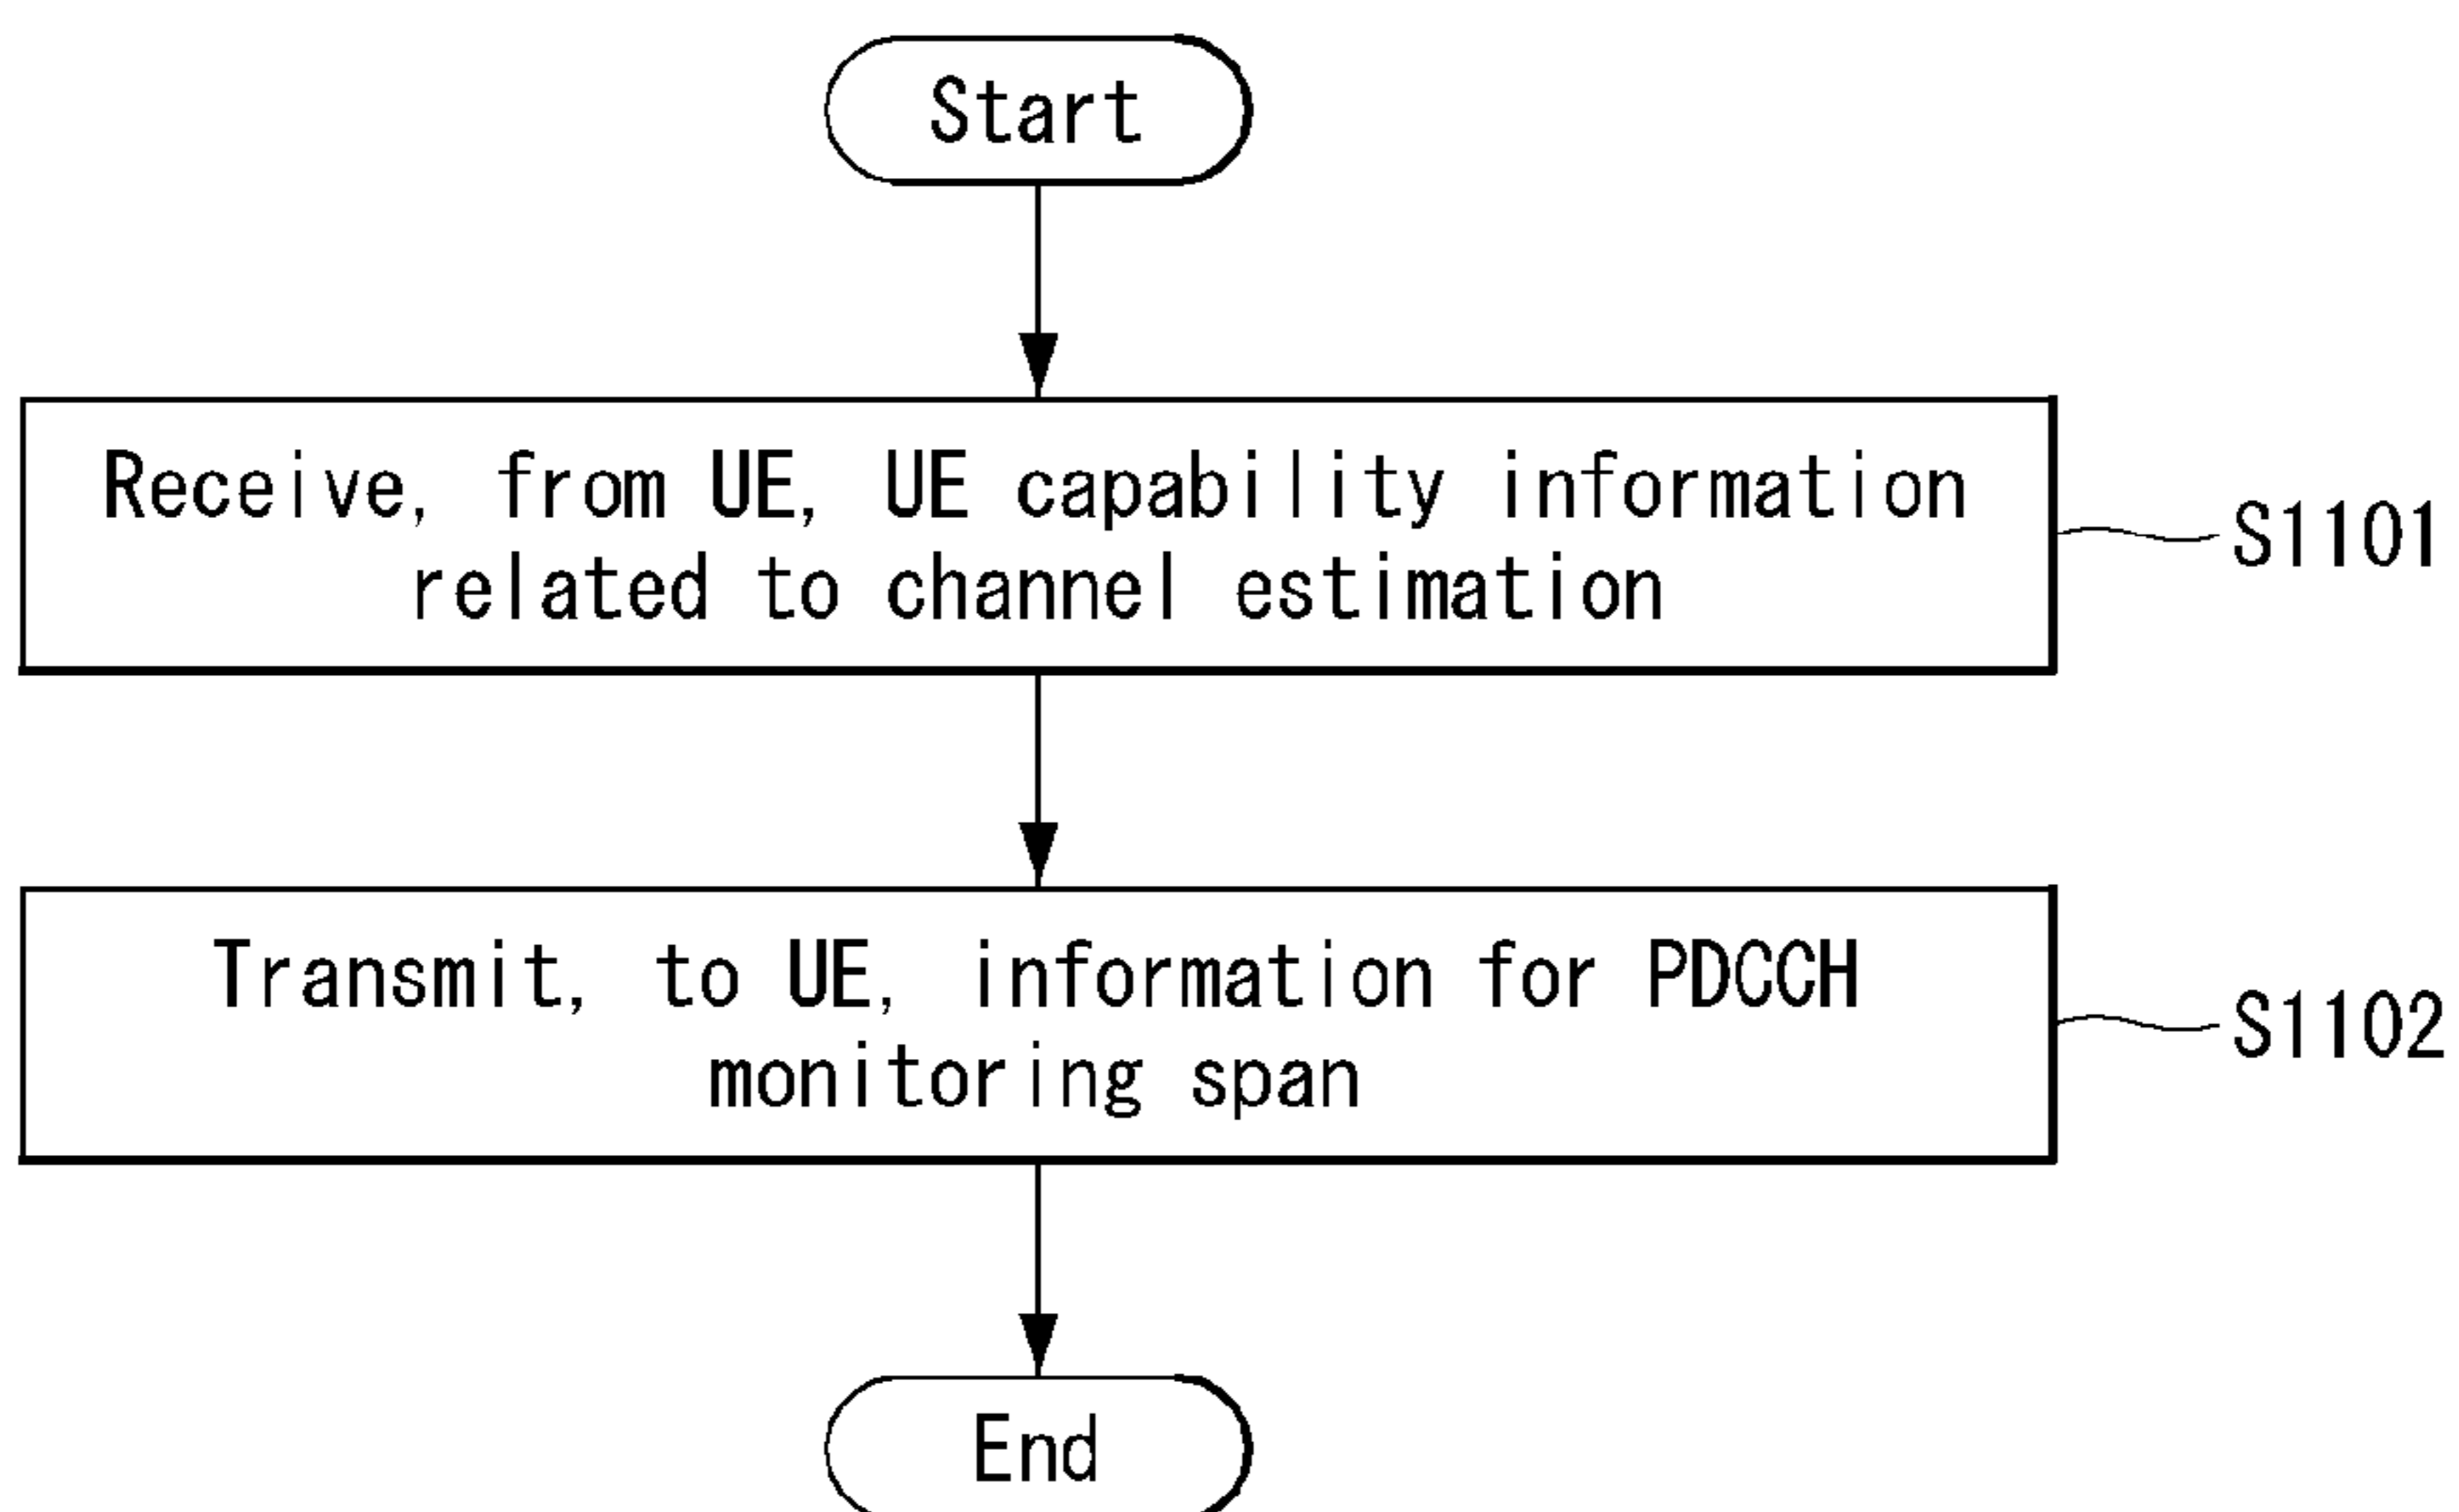 Start
Receive, from UE, UE capability information
related to channel estimation
S1101
Transmit, to UE, information for PDCCH
monitoring span
S1102
End